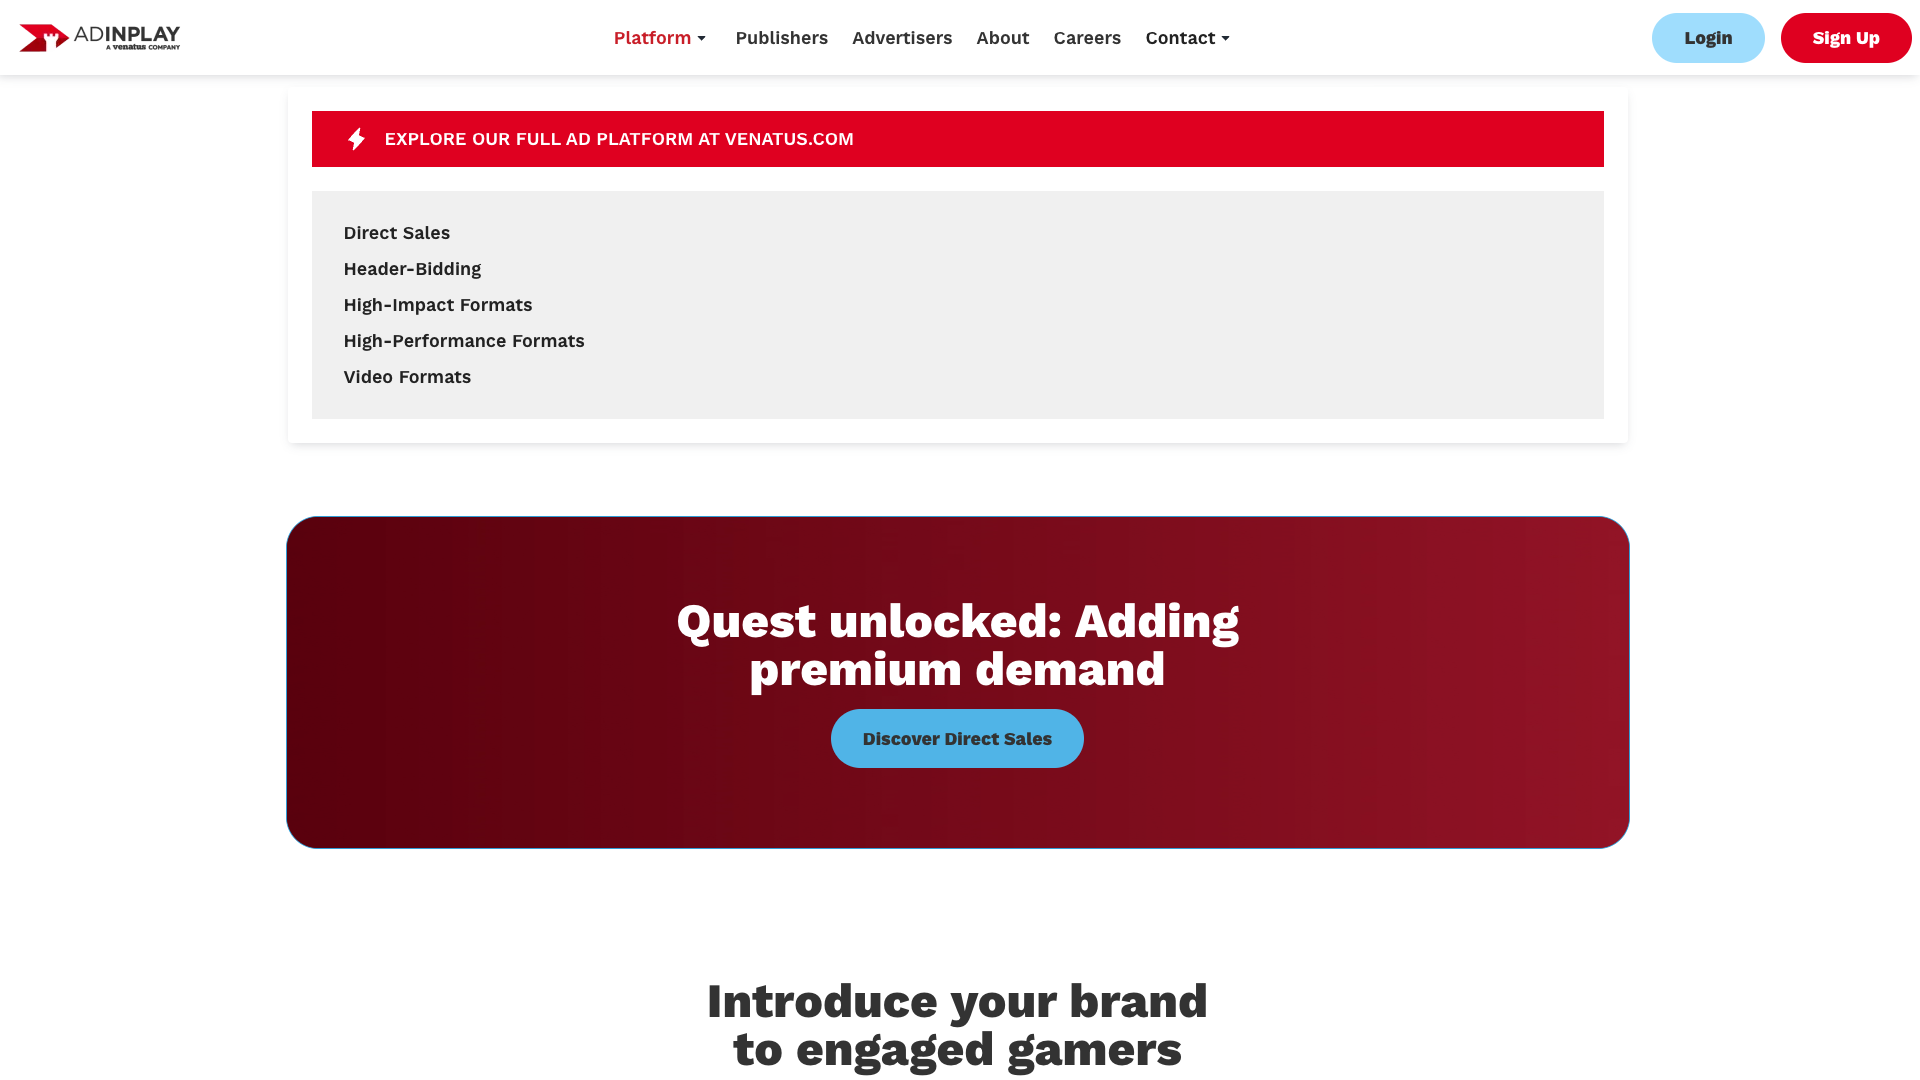 ADINPLAY
A venatus COMPANY
Platform
Publishers
Advertisers
About
Careers
Contact
Login
Sign Up
EXPLORE OUR FULL AD PLATFORM AT VENATUS.COM
Direct Sales
Header-Bidding
High-Impact Formats
High-Performance Formats
Video Formats
Quest unlocked: Adding
premium demand
Discover Direct Sales
Introduce your brand
to engaged gamers